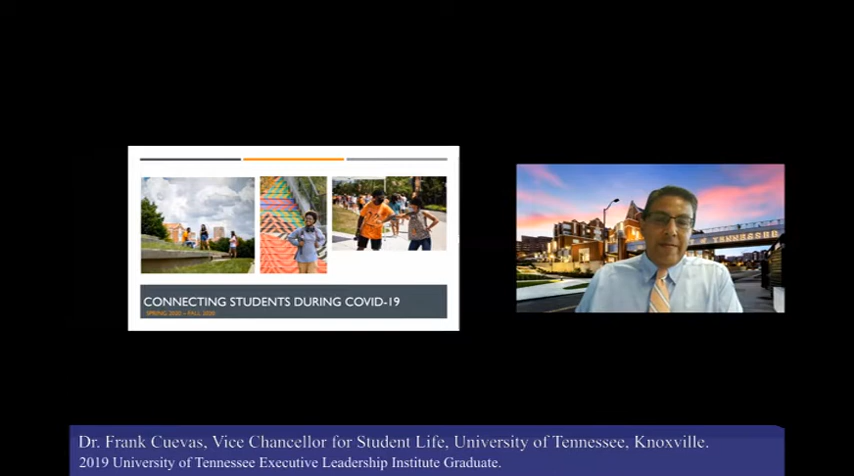 CONNECTING STUDENTS DURING COVID-19
SPRING 2020 – FALL 2020
TENNESSEE
Dr. Frank Cuevas, Vice Chancellor for Student Life, University of Tennessee, Knoxville.
2019 University of Tennessee Executive Leadership Institute Graduate.